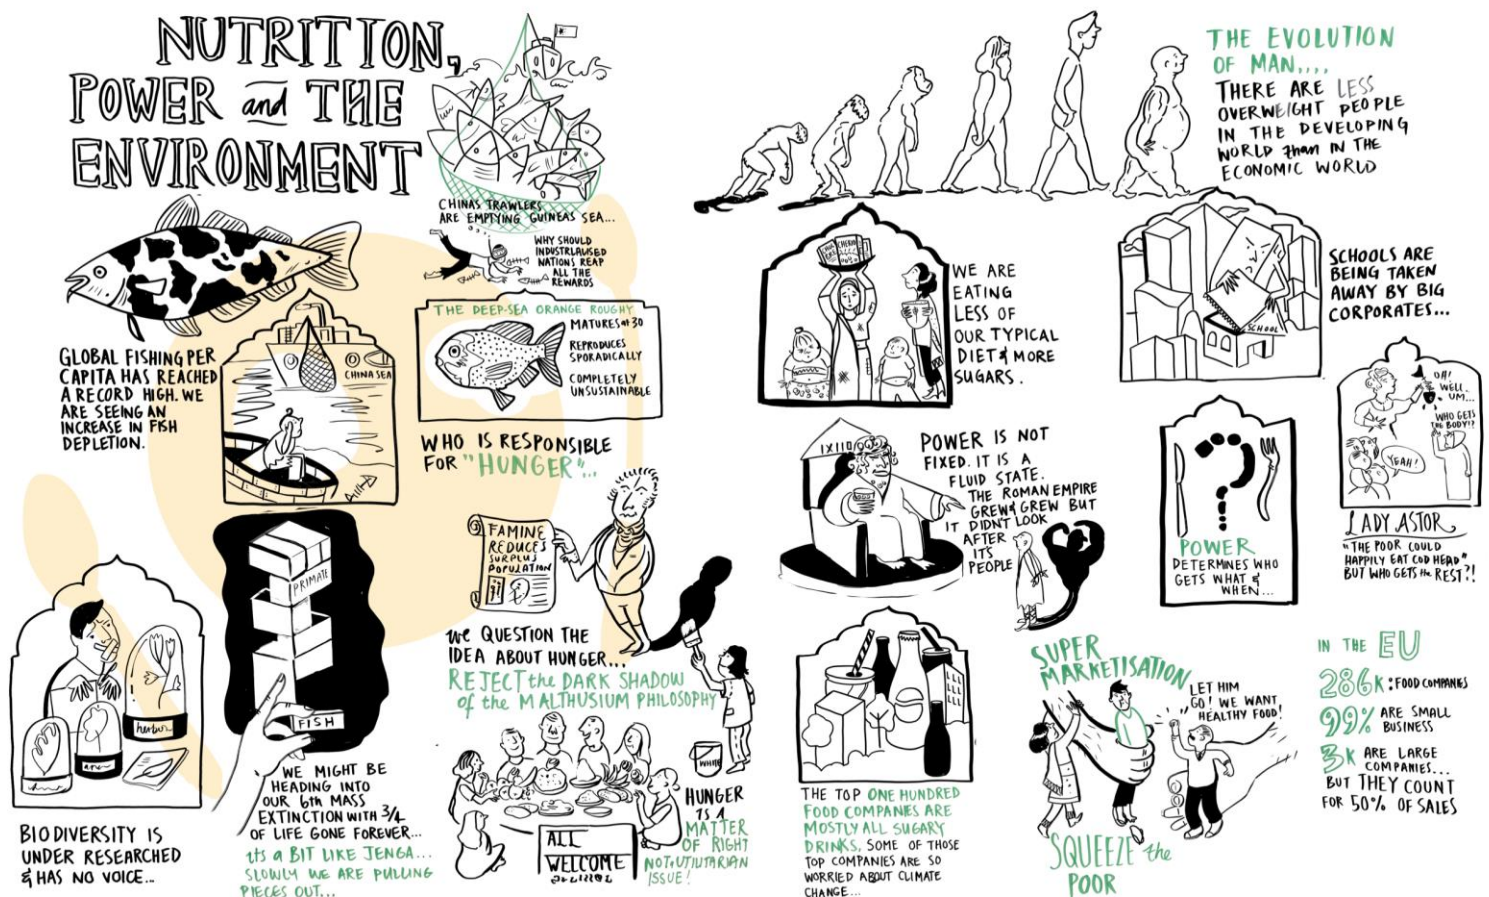 NUTRITION,
POWER and THE
ENVIRONMENT
CHINAS TRAWLERS
ARE EMPTYING GUINEAS SEA...
WHY SHOULD
INDUSTRLAUSED
NATIONS REAP
ALL THE
REWARDS
GLOBAL FISHING PER
CAPITA HAS REACHED
A RECORD HIGH. WE
ARE SEEING AN
INCREASE IN FISH
DEPLETION.
CHINA SEA
THE DEEP-SEA ORANGE ROUGHY
MATURES at 30
REPRODUCES
SPORADICALLY
COMPLETELY
UNSUSTAINABLE
WHO IS RESPONSIBLE
FOR "HUNGER"...
FAMINE
REDUCES
SURPLUS
POPULATION
WE QUESTION THE
IDEA ABOUT HUNGER...
REJECT the DARK SHADOW
of the MALTHUSIUM PHILOSOPHY
WHITE
ALL
WELCOME
HUNGER
IS A
MATTER
OF RIGHT
NOT UTIUTARIAN
ISSUE!
PRIMATE
FISH
WE MIGHT BE
HEADING INTO
OUR 6th MASS
EXTINCTION WITH 3/4
OF LIFE GONE FOREVER...
its a BIT LIKE JENGA...
SLOWLY WE ARE PULLING
PIECES OUT...
BIODIVERSITY IS
UNDER RESEARCHED
& HAS NO VOICE...
THE EVOLUTION
OF MAN....
THERE ARE LESS
OVERWEIGHT PEOPLE
IN THE DEVELOPING
WORLD than IN THE
ECONOMIC WORLD
WE ARE
EATING
LESS OF
OUR TYPICAL
DIET & MORE
SUGARS.
SCHOOL
SCHOOLS ARE
BEING TAKEN
AWAY BY BIG
CORPORATES...
POWER IS NOT
FIXED. IT IS A
FLUID STATE.
THE ROMAN EMPIRE
GREW & GREW BUT
IT DIDN'T LOOK
AFTER
ITS
PEOPLE
POWER
DETERMINES WHO
GETS WHAT &
WHEN...
OH!
WELL.
UM...
WHO GETS
THE BODY!?
YEAH!
LADY ASTOR
"THE POOR COULD
HAPPILY EAT COD HEAD"
BUT WHO GETS the REST?!
THE TOP ONE HUNDRED
FOOD COMPANIES ARE
MOSTLY ALL SUGARY
DRINKS. SOME OF THOSE
TOP COMPANIES ARE SO
WORRIED ABOUT CLIMATE
CHANGE...
SUPER
MARKETISATION
LET HIM
GO! WE WANT
HEALTHY FOOD!
SQUEEZE the
POOR
IN THE EU
286K: FOOD COMPANIES
99% ARE SMALL
BUSINESS
3K ARE LARGE
COMPANIES...
BUT THEY COUNT
FOR 50% OF SALES